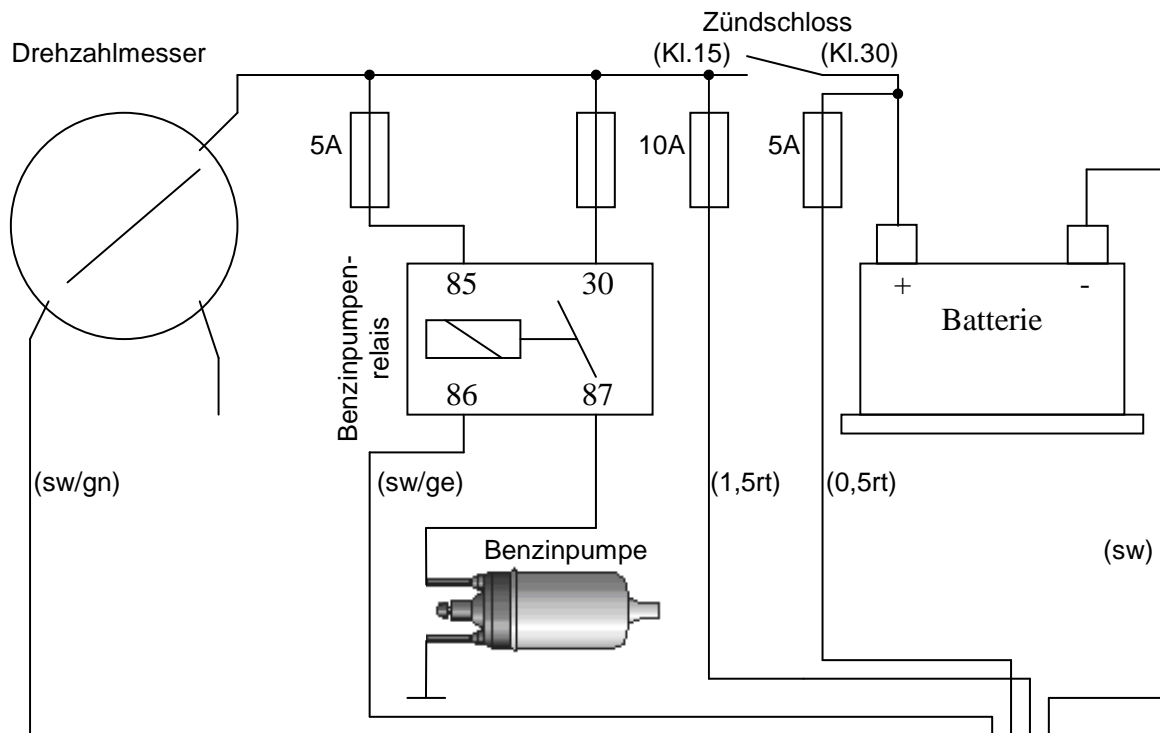 Zündschloss
Drehzahlmesser
(Kl.15)
(Kl.30)
5A
10A
5A
Benzinpumpen-
relais
85
30
86
87
+
-
Batterie
(sw/gn)
(sw/ge)
(1,5rt)
(0,5rt)
Benzinpumpe
(sw)